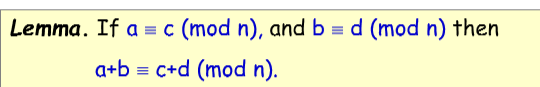 Lemma. If a ≡ c (mod n), and b ≡ d (mod n) then
a+b ≡ c+d (mod n).